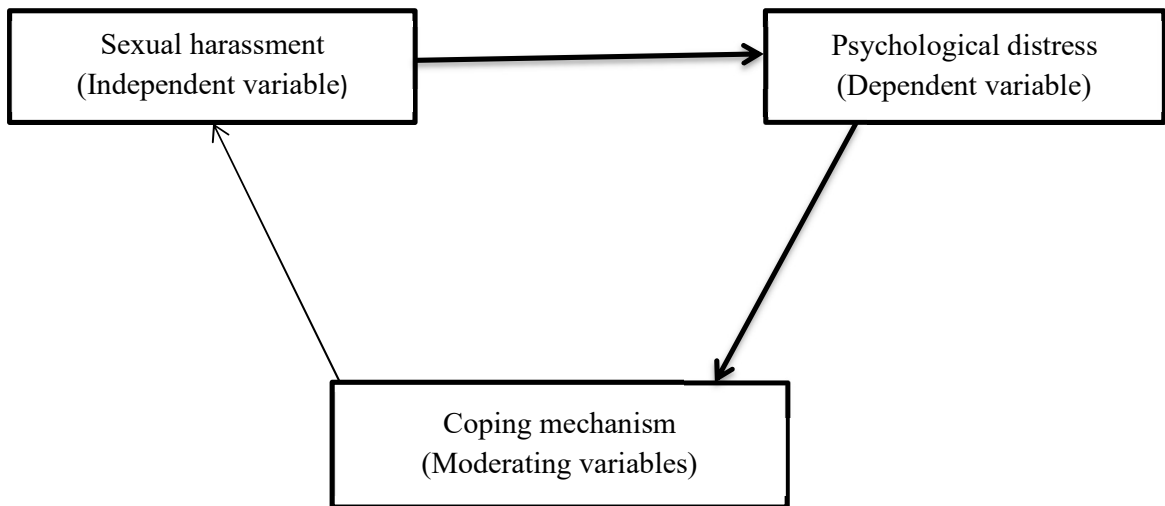 Sexual harassment
(Independent variable)
Psychological distress
(Dependent variable)
Coping mechanism
(Moderating variables)